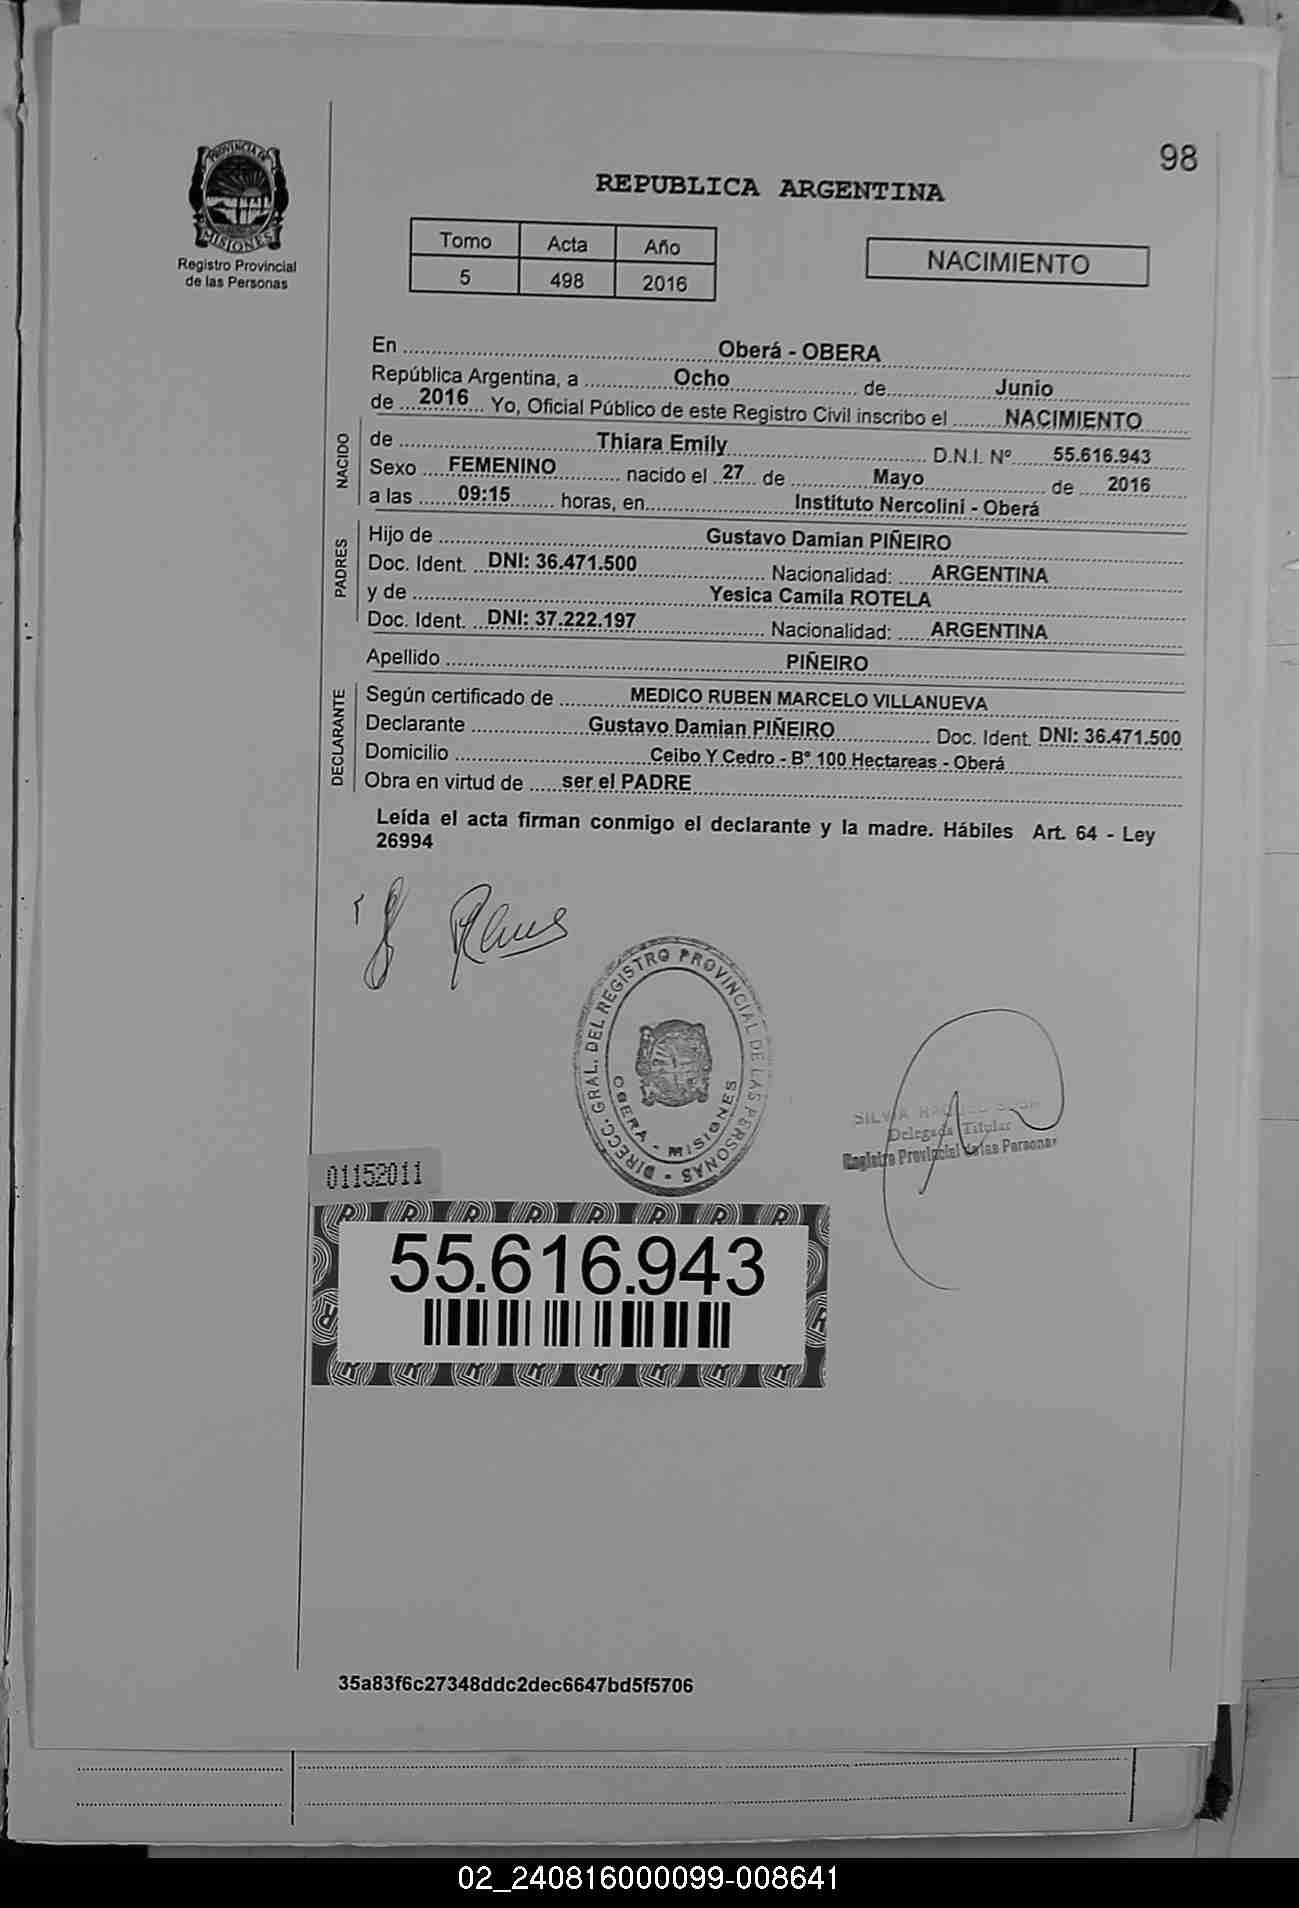 98
PROVINCIA DE
MISIONES
Registro Provincial
de las Personas
REPUBLICA ARGENTINA
Tomo Acta Año
5 498 2016
NACIMIENTO
En Oberá - OBERA
República Argentina, a Ocho de Junio
de 2016 Yo, Oficial Público de este Registro Civil inscribo el NACIMIENTO
NACIDO
de Thiara Emily D.N.I. Nº 55.616.943
Sexo FEMENINO nacido el 27 de Mayo de 2016
a las 09:15 horas, en Instituto Nercolini - Oberá
PADRES
Hijo de Gustavo Damian PIÑEIRO
Doc. Ident. DNI: 36.471.500 Nacionalidad: ARGENTINA
y de Yesica Camila ROTELA
Doc. Ident. DNI: 37.222.197 Nacionalidad: ARGENTINA
Apellido PIÑEIRO
DECLARANTE
Según certificado de MEDICO RUBEN MARCELO VILLANUEVA
Declarante Gustavo Damian PIÑEIRO Doc. Ident. DNI: 36.471.500
Domicilio Ceibo Y Cedro - Bº 100 Hectareas - Oberá
Obra en virtud de ser el PADRE
Leída el acta firman conmigo el declarante y la madre. Hábiles Art. 64 - Ley
26994
DIRECC. GRAL. DEL REGISTRO PROVINCIAL DE LAS PERSONAS
OBERA - MISIONES
SILVIA
Delegada Titular
Registro Provincial de las Personas
01152011
55.616.943
35a83f6c27348ddc2dec6647bd5f5706
02_240816000099-008641